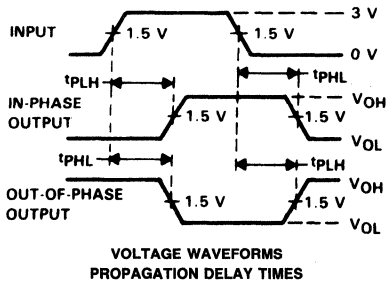 3 V
INPUT
1.5 V
1.5 V
0 V
tPLH
tPHL
IN-PHASE
OUTPUT
VOH
1.5 V
1.5 V
VOL
tPHL
tPLH
OUT-OF-PHASE
OUTPUT
VOH
1.5 V
1.5 V
VOL
VOLTAGE WAVEFORMS
PROPAGATION DELAY TIMES